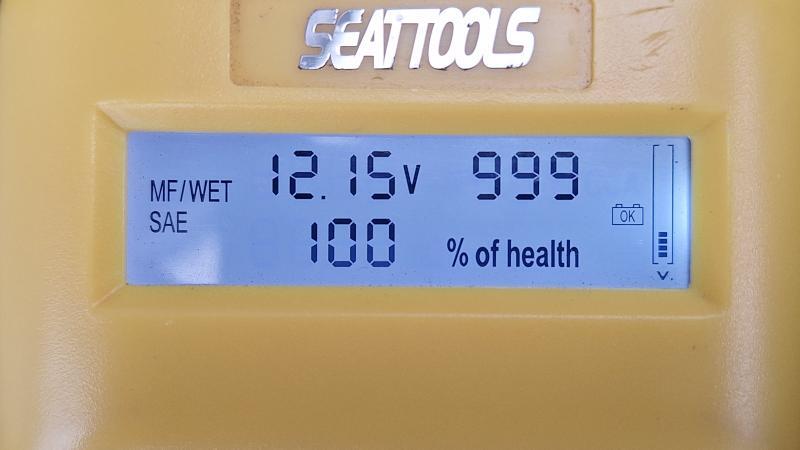 SEATTOOLS
MF/WET 12.15V 999
SAE 100 % of health
OK
V